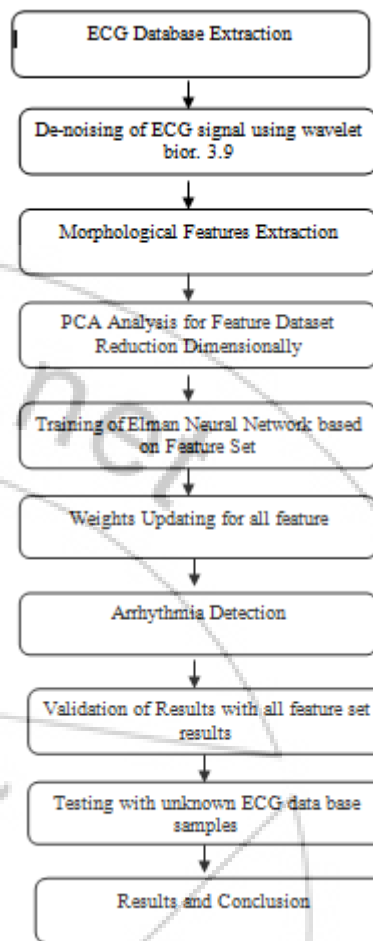 ECG Database Extraction
De-noising of ECG signal using wavelet
bior. 3.9
Morphological Features Extraction
PCA Analysis for Feature Dataset
Reduction Dimensionally
Training of Elman Neural Network based
on Feature Set
Weights Updating for all feature
Arrhythmia Detection
Validation of Results with all feature set
results
Testing with unknown ECG data base
samples
Results and Conclusion
net